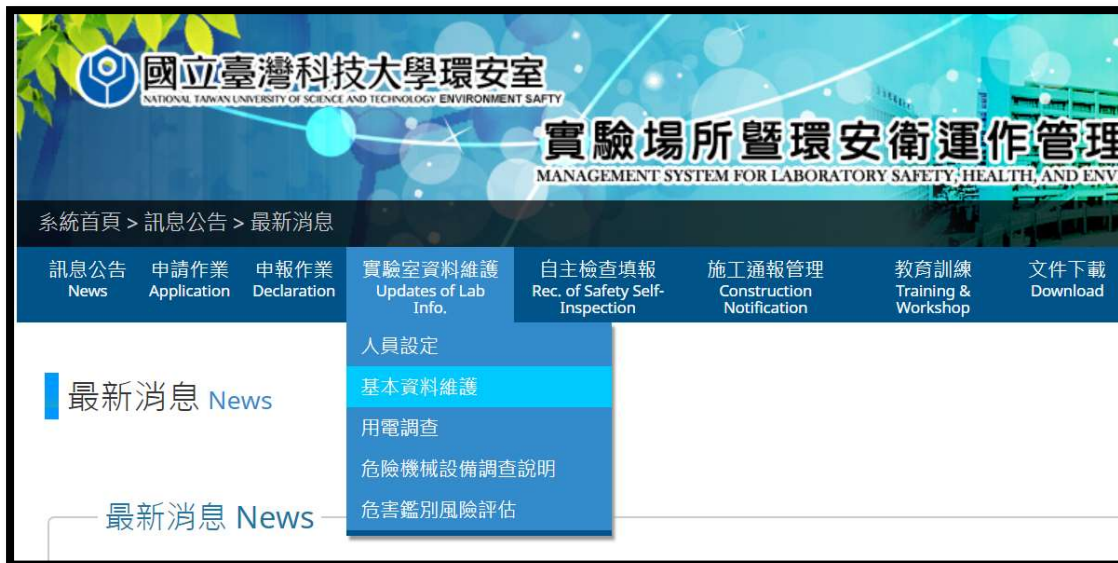 國立臺灣科技大學環安室
NATIONAL TAIWAN UNIVERSITY OF SCIENCE AND TECHNOLOGY ENVIRONMENT SAFTY
實驗場所暨環安衛運作管理
MANAGEMENT SYSTEM FOR LABORATORY SAFETY, HEALTH, AND ENV
系統首頁 > 訊息公告 > 最新消息
訊息公告
News
申請作業
Application
申報作業
Declaration
實驗室資料維護
Updates of Lab
Info.
自主檢查填報
Rec. of Safety Self-
Inspection
施工通報管理
Construction
Notification
教育訓練
Training &
Workshop
文件下載
Download
人員設定
基本資料維護
用電調查
危險機械設備調查說明
危害鑑別風險評估
最新消息 News
最新消息 News